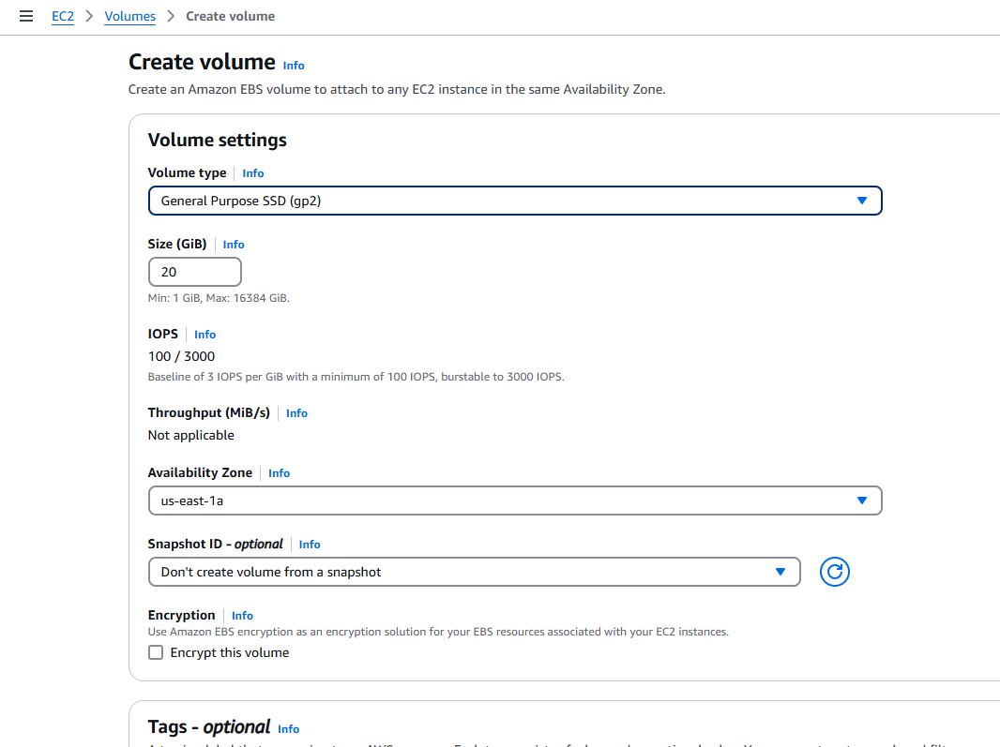 EC2 > Volumes > Create volume
Create volume Info
Create an Amazon EBS volume to attach to any EC2 instance in the same Availability Zone.
Volume settings
Volume type Info
General Purpose SSD (gp2)
Size (GiB) Info
20
Min: 1 GiB, Max: 16384 GiB.
IOPS Info
100 / 3000
Baseline of 3 IOPS per GiB with a minimum of 100 IOPS, burstable to 3000 IOPS.
Throughput (MiB/s) Info
Not applicable
Availability Zone Info
us-east-1a
Snapshot ID - optional Info
Don't create volume from a snapshot
Encryption Info
Use Amazon EBS encryption as an encryption solution for your EBS resources associated with your EC2 instances.
Encrypt this volume
Tags - optional Info